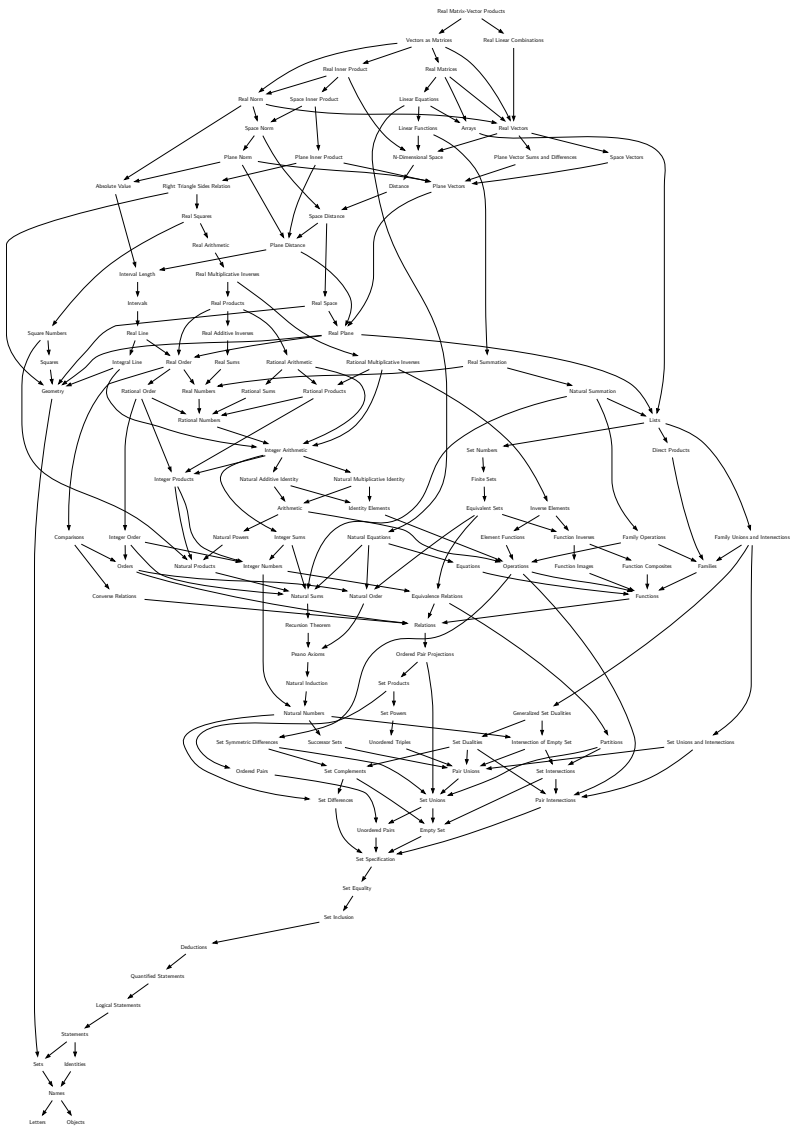 Real Matrix-Vector Products
Vectors as Matrices
Real Linear Combinations
Real Inner Product
Real Matrices
Real Norm
Space Inner Product
Linear Equations
Space Norm
Linear Functions
Arrays
Real Vectors
Plane Norm
Plane Inner Product
N-Dimensional Space
Plane Vector Sums and Differences
Space Vectors
Absolute Value
Right Triangle Sides Relation
Distance
Plane Vectors
Real Squares
Space Distance
Real Arithmetic
Plane Distance
Interval Length
Real Multiplicative Inverses
Intervals
Real Products
Real Space
Square Numbers
Real Line
Real Additive Inverses
Real Plane
Squares
Integral Line
Real Order
Real Sums
Rational Arithmetic
Rational Multiplicative Inverses
Real Summation
Geometry
Rational Order
Real Numbers
Rational Sums
Rational Products
Natural Summation
Rational Numbers
Lists
Integer Arithmetic
Set Numbers
Direct Products
Integer Products
Natural Additive Identity
Natural Multiplicative Identity
Finite Sets
Arithmetic
Identity Elements
Equivalent Sets
Inverse Elements
Comparisons
Integer Order
Natural Powers
Integer Sums
Natural Equations
Element Functions
Function Inverses
Family Operations
Family Unions and Intersections
Orders
Natural Products
Integer Numbers
Equations
Operations
Function Images
Function Composites
Families
Converse Relations
Natural Sums
Natural Order
Equivalence Relations
Functions
Recursion Theorem
Relations
Peano Axioms
Ordered Pair Projections
Natural Induction
Set Products
Natural Numbers
Set Powers
Generalized Set Dualities
Set Symmetric Differences
Successor Sets
Unordered Triples
Set Dualities
Intersection of Empty Set
Partitions
Set Unions and Intersections
Ordered Pairs
Set Complements
Pair Unions
Set Intersections
Set Differences
Set Unions
Pair Intersections
Unordered Pairs
Empty Set
Set Specification
Set Equality
Set Inclusion
Deductions
Quantified Statements
Logical Statements
Statements
Sets
Identities
Names
Letters
Objects